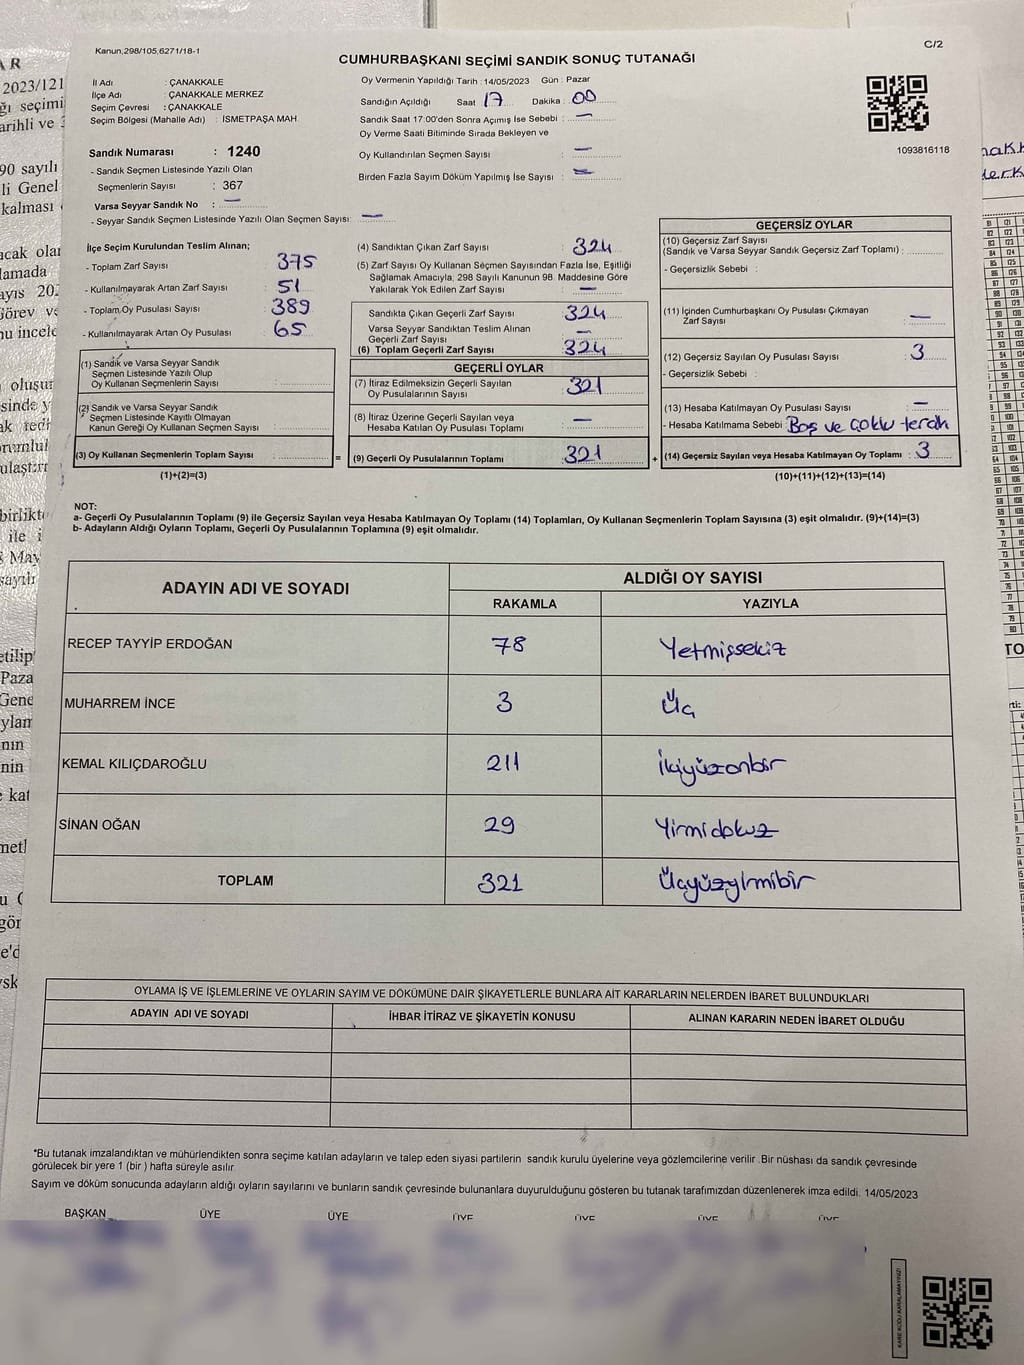 Kanun,298/105,6271/18-1
C/2
CUMHURBAŞKANI SEÇİMİ SANDIK SONUÇ TUTANAĞI
İl Adı : ÇANAKKALE
İlçe Adı : ÇANAKKALE MERKEZ
Seçim Çevresi : ÇANAKKALE
Seçim Bölgesi (Mahalle Adı) : İSMETPAŞA MAH.
Oy Vermenin Yapıldığı Tarih : 14/05/2023 Gün : Pazar
Sandığın Açıldığı Saat 17 Dakika : 00
Sandık Saat 17:00'den Sonra Açımış İse Sebebi : —
Oy Verme Saati Bitiminde Sırada Bekleyen ve
Oy Kullandırılan Seçmen Sayısı : —
Birden Fazla Sayım Döküm Yapılmış İse Sayısı : —
1093816118
Sandık Numarası : 1240
- Sandık Seçmen Listesinde Yazılı Olan
Seçmenlerin Sayısı : 367
Varsa Seyyar Sandık No : —
- Seyyar Sandık Seçmen Listesinde Yazılı Olan Seçmen Sayısı: —
İlçe Seçim Kurulundan Teslim Alınan;
- Toplam Zarf Sayısı : 375
- Kullanılmayarak Artan Zarf Sayısı : 51
- Toplam Oy Pusulası Sayısı : 389
- Kullanılmayarak Artan Oy Pusulası : 65
(1) Sandık ve Varsa Seyyar Sandık
Seçmen Listesinde Yazılı Olup
Oy Kullanan Seçmenlerin Sayısı :
(2) Sandık ve Varsa Seyyar Sandık
Seçmen Listesinde Kayıtlı Olmayan
Kanun Gereği Oy Kullanan Seçmen Sayısı :
(3) Oy Kullanan Seçmenlerin Toplam Sayısı :
(1)+(2)=(3)
(4) Sandıktan Çıkan Zarf Sayısı : 324
(5) Zarf Sayısı Oy Kullanan Seçmen Sayısından Fazla İse, Eşitliği
Sağlamak Amacıyla, 298 Sayılı Kanunun 98. Maddesine Göre
Yakılarak Yok Edilen Zarf Sayısı : —
Sandıkta Çıkan Geçerli Zarf Sayısı : 324
Varsa Seyyar Sandıktan Teslim Alınan
Geçerli Zarf Sayısı : —
(6) Toplam Geçerli Zarf Sayısı : 324
GEÇERLİ OYLAR
(7) İtiraz Edilmeksizin Geçerli Sayılan
Oy Pusulalarının Sayısı : 321
(8) İtiraz Üzerine Geçerli Sayılan veya
Hesaba Katılan Oy Pusulaları Toplamı : —
= (9) Geçerli Oy Pusulalarının Toplamı : 321 +
GEÇERSİZ OYLAR
(10) Geçersiz Zarf Sayısı
(Sandık ve Varsa Seyyar Sandık Geçersiz Zarf Toplamı) :
- Geçersizlik Sebebi :
(11) İçinden Cumhurbaşkanı Oy Pusulası Çıkmayan
Zarf Sayısı : —
(12) Geçersiz Sayılan Oy Pusulası Sayısı : 3
- Geçersizlik Sebebi :
(13) Hesaba Katılmayan Oy Pusulası Sayısı : —
- Hesaba Katılmama Sebebi : Boş ve çoklu tercih
(14) Geçersiz Sayılan veya Hesaba Katılmayan Oy Toplamı : 3
(10)+(11)+(12)+(13)=(14)
NOT:
a- Geçerli Oy Pusulalarının Toplamı (9) ile Geçersiz Sayılan veya Hesaba Katılmayan Oy Toplamı (14) Toplamları, Oy Kullanan Seçmenlerin Toplam Sayısına (3) eşit olmalıdır. (9)+(14)=(3)
b- Adayların Aldığı Oyların Toplamı, Geçerli Oy Pusulalarının Toplamına (9) eşit olmalıdır.
ADAYIN ADI VE SOYADI
ALDIĞI OY SAYISI
RAKAMLA YAZIYLA
RECEP TAYYİP ERDOĞAN 78 Yetmişsekiz
MUHARREM İNCE 3 Üç
KEMAL KILIÇDAROĞLU 211 İkiyüzonbir
SİNAN OĞAN 29 Yirmidokuz
TOPLAM 321 Üçyüzyirmibir
OYLAMA İŞ VE İŞLEMLERİNE VE OYLARIN SAYIM VE DÖKÜMÜNE DAİR ŞİKAYETLERLE BUNLARA AİT KARARLARIN NELERDEN İBARET BULUNDUKLARI
ADAYIN ADI VE SOYADI İHBAR İTİRAZ VE ŞİKAYETİN KONUSU ALINAN KARARIN NEDEN İBARET OLDUĞU
*Bu tutanak imzalandıktan ve mühürlendikten sonra seçime katılan adayların ve talep eden siyasi partilerin sandık kurulu üyelerine veya gözlemcilerine verilir .Bir nüshası da sandık çevresinde
görülecek bir yere 1 (bir ) hafta süreyle asılır.
Sayım ve döküm sonucunda adayların aldığı oyların sayılarını ve bunların sandık çevresinde bulunanlara duyurulduğunu gösteren bu tutanak tarafımızdan düzenlenerek imza edildi. 14/05/2023
BAŞKAN ÜYE ÜYE ÜYE ÜYE ÜYE ÜYE